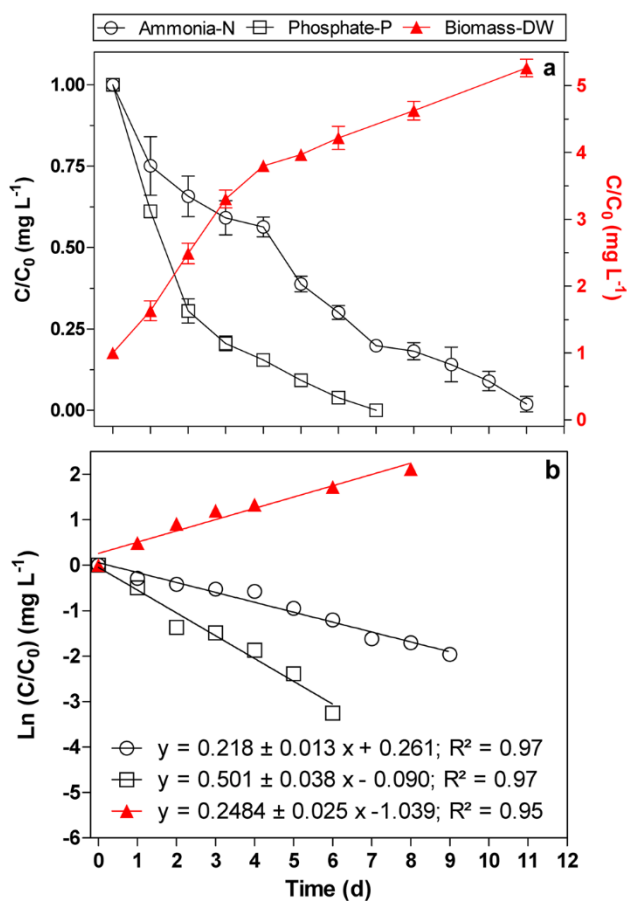 Ammonia-N Phosphate-P Biomass-DW
a
1.00
0.75
0.50
0.25
0.00
C/C₀ (mg L⁻¹)
5
4
3
2
1
0
C/C₀ (mg L⁻¹)
b
2
1
0
-1
-2
-3
-4
-5
-6
Ln (C/C₀) (mg L⁻¹)
y = 0.218 ± 0.013 x + 0.261; R² = 0.97
y = 0.501 ± 0.038 x - 0.090; R² = 0.97
y = 0.2484 ± 0.025 x -1.039; R² = 0.95
0 1 2 3 4 5 6 7 8 9 10 11 12
Time (d)